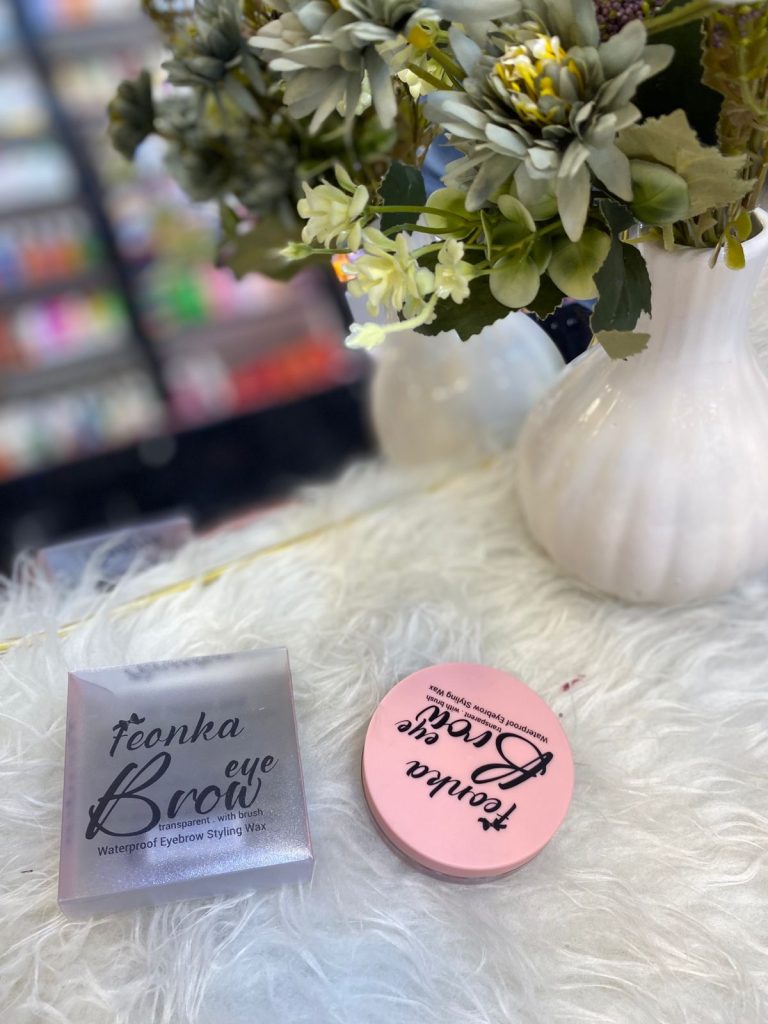 Feonka
eye
Brow
transparent . with brush
Waterproof Eyebrow Styling Wax
Feonka
eye
Brow
transparent . with brush
Waterproof Eyebrow Styling Wax